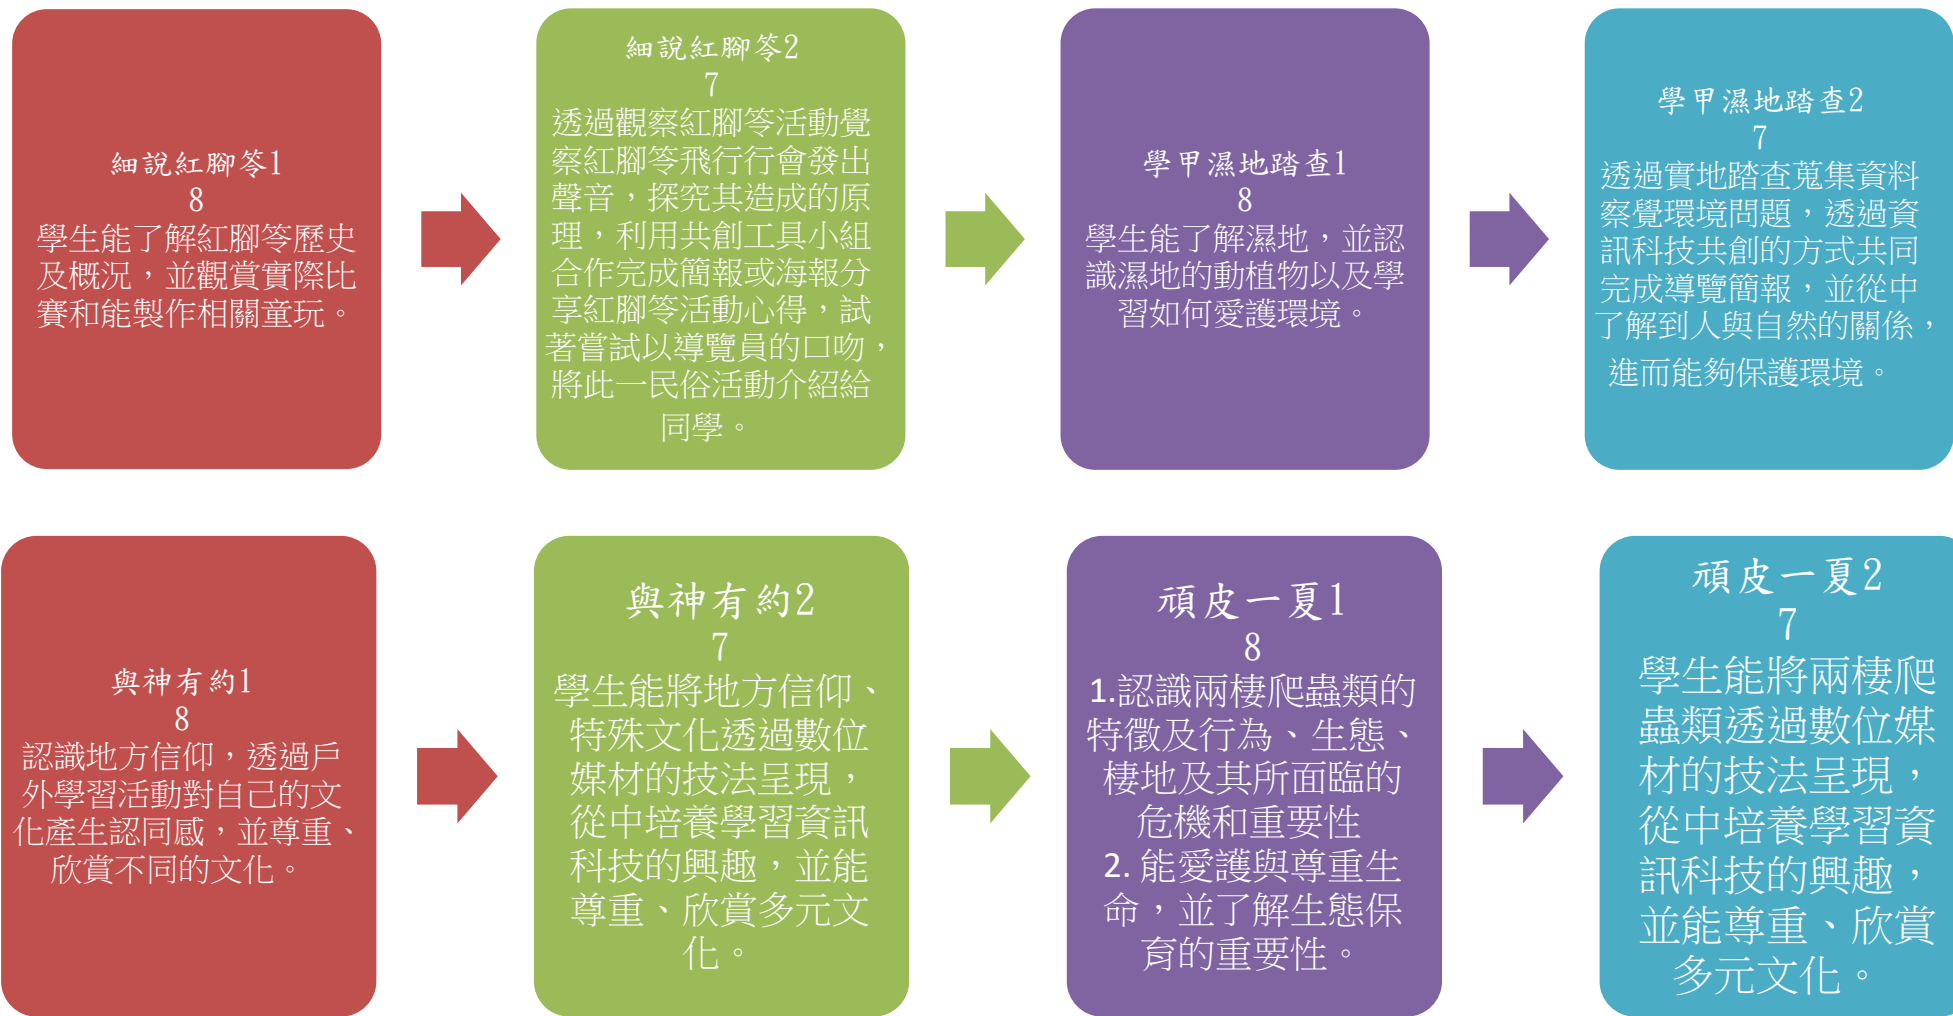 細說紅腳笭1
8
學生能了解紅腳笭歷史
及概況，並觀賞實際比
賽和能製作相關童玩。
細說紅腳笭2
7
透過觀察紅腳笭活動覺
察紅腳笭飛行行會發出
聲音，探究其造成的原
理，利用共創工具小組
合作完成簡報或海報分
享紅腳笭活動心得，試
著嘗試以導覽員的口吻，
將此一民俗活動介紹給
同學。
學甲濕地踏查1
8
學生能了解濕地，並認
識濕地的動植物以及學
習如何愛護環境。
學甲濕地踏查2
7
透過實地踏查蒐集資料
察覺環境問題，透過資
訊科技共創的方式共同
完成導覽簡報，並從中
了解到人與自然的關係，
進而能夠保護環境。
與神有約1
8
認識地方信仰，透過戶
外學習活動對自己的文
化產生認同感，並尊重、
欣賞不同的文化。
與神有約2
7
學生能將地方信仰、
特殊文化透過數位
媒材的技法呈現，
從中培養學習資訊
科技的興趣，並能
尊重、欣賞多元文
化。
頑皮一夏1
8
1.認識兩棲爬蟲類的
特徵及行為、生態、
棲地及其所面臨的
危機和重要性
2. 能愛護與尊重生
命，並了解生態保
育的重要性。
頑皮一夏2
7
學生能將兩棲爬
蟲類透過數位媒
材的技法呈現，
從中培養學習資
訊科技的興趣，
並能尊重、欣賞
多元文化。